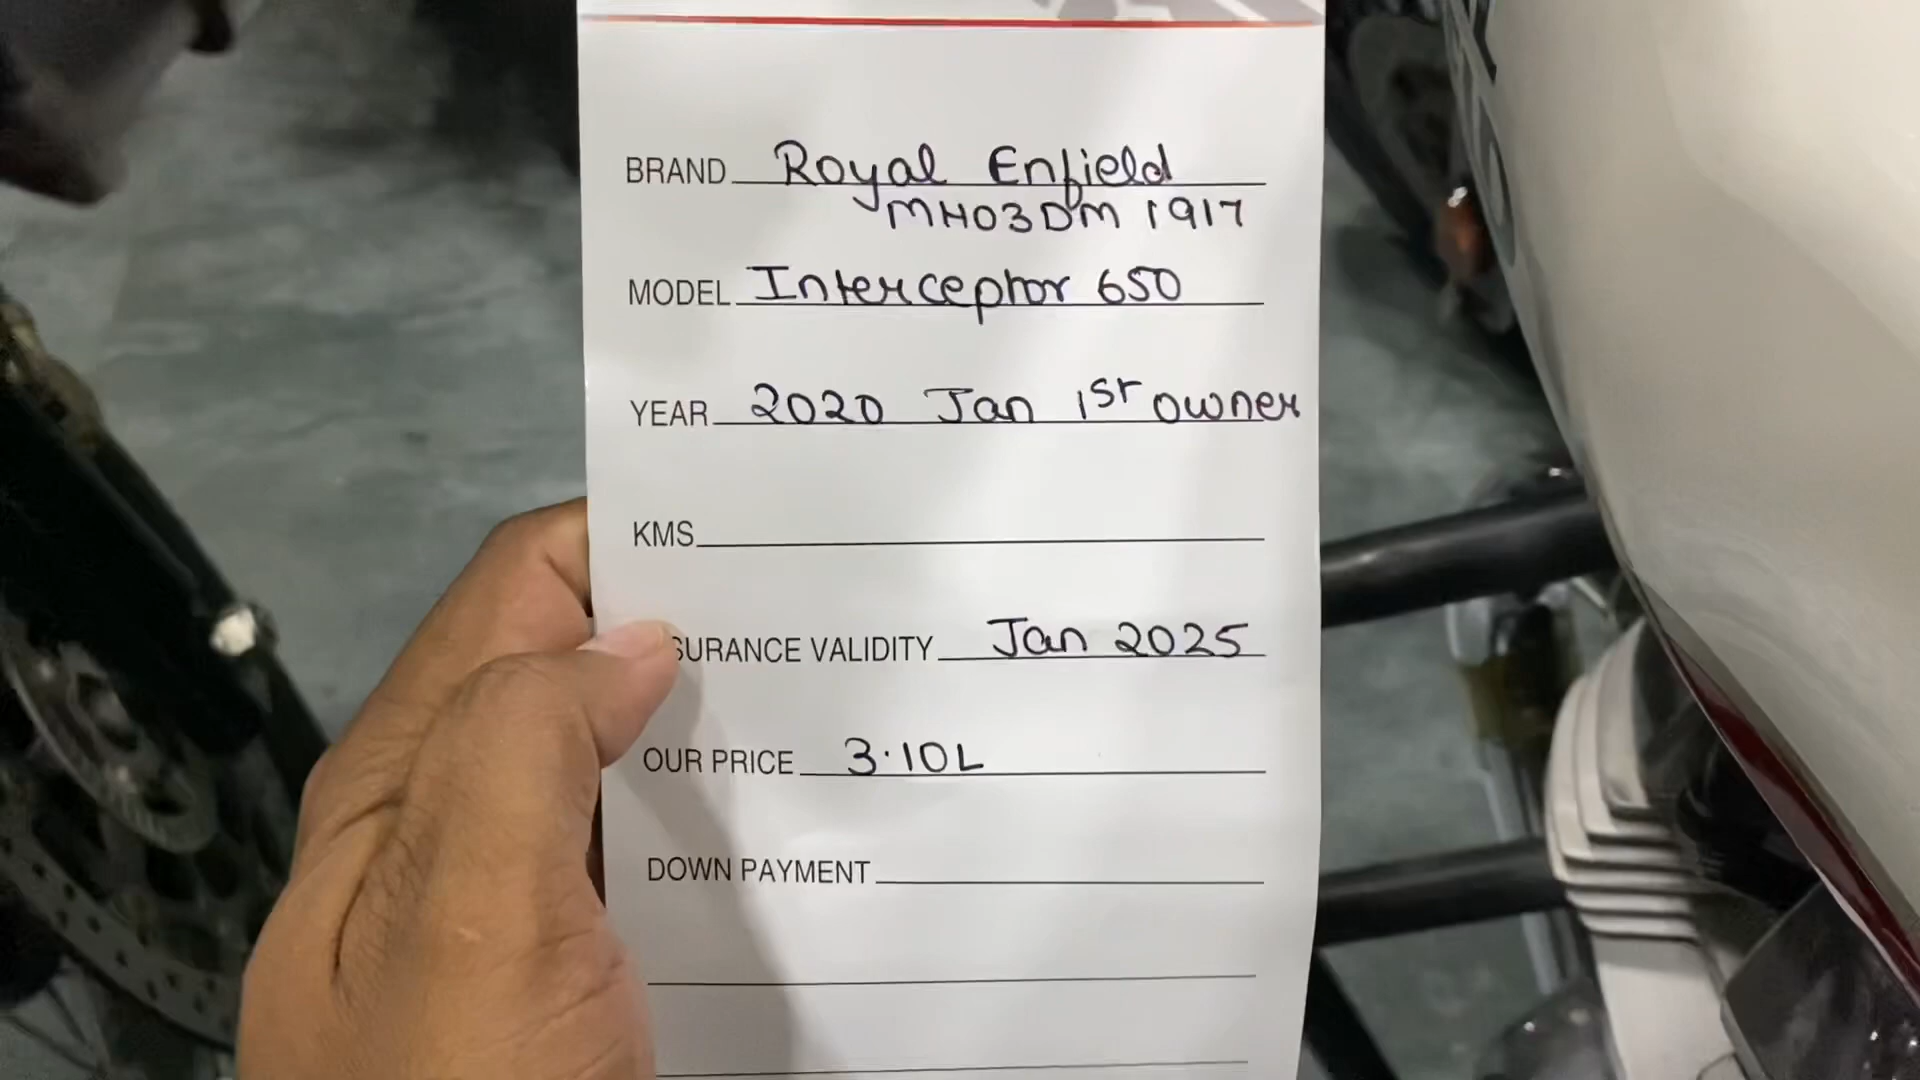 BRAND Royal Enfield
MH03DM 1917
MODEL Interceptor 650
YEAR 2020 Jan 1st owner
KMS
SURANCE VALIDITY Jan 2025
OUR PRICE 3.10L
DOWN PAYMENT